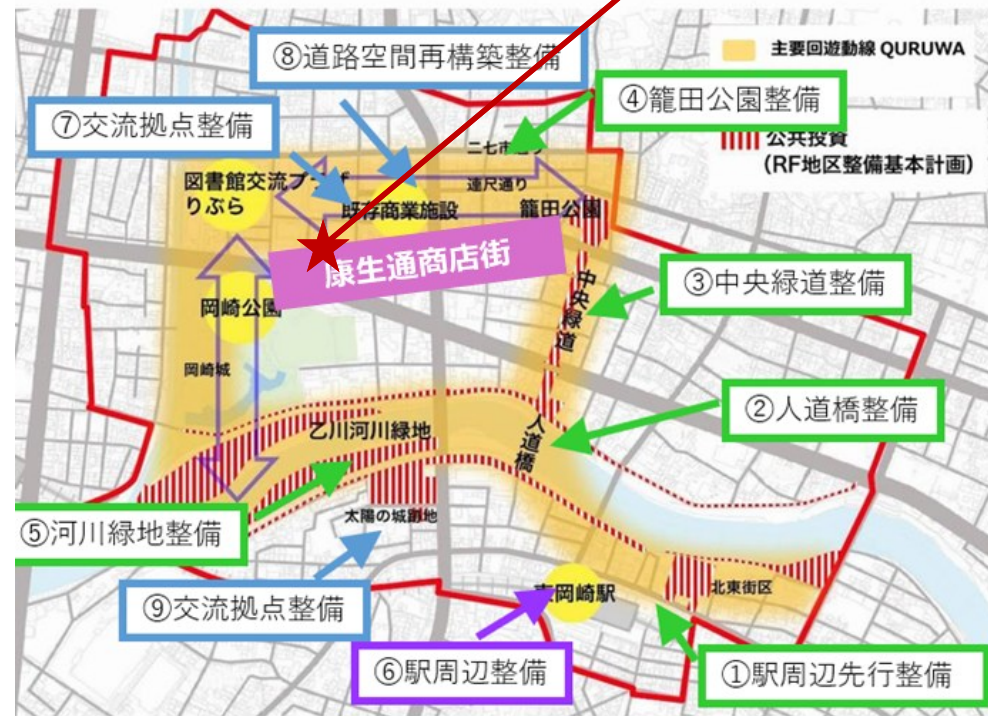 ⑧道路空間再構築整備
主要回遊動線 QURUWA
④籠田公園整備
⑦交流拠点整備
公共投資
(RF地区整備基本計画)
二七市
連尺通り
図書館交流プ
りぶら
既存商業施設
籠田公園
康生通商店街
③中央緑道整備
中央緑道
岡崎公園
岡崎城
②人道橋整備
人道橋
乙川河川緑地
⑤河川緑地整備
太陽の城跡地
北東街区
岡崎駅
⑨交流拠点整備
⑥駅周辺整備
①駅周辺先行整備